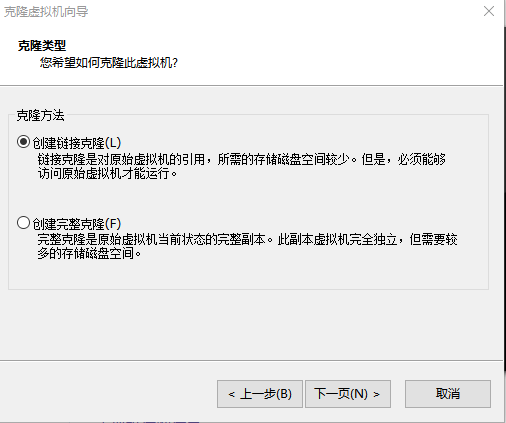 克隆虚拟机向导
克隆类型
您希望如何克隆此虚拟机?
克隆方法
创建链接克隆(L)
链接克隆是对原始虚拟机的引用，所需的存储磁盘空间较少。但是，必须能够
访问原始虚拟机才能运行。
创建完整克隆(F)
完整克隆是原始虚拟机当前状态的完整副本。此副本虚拟机完全独立，但需要较
多的存储磁盘空间。
< 上一步(B) 下一页(N) > 取消